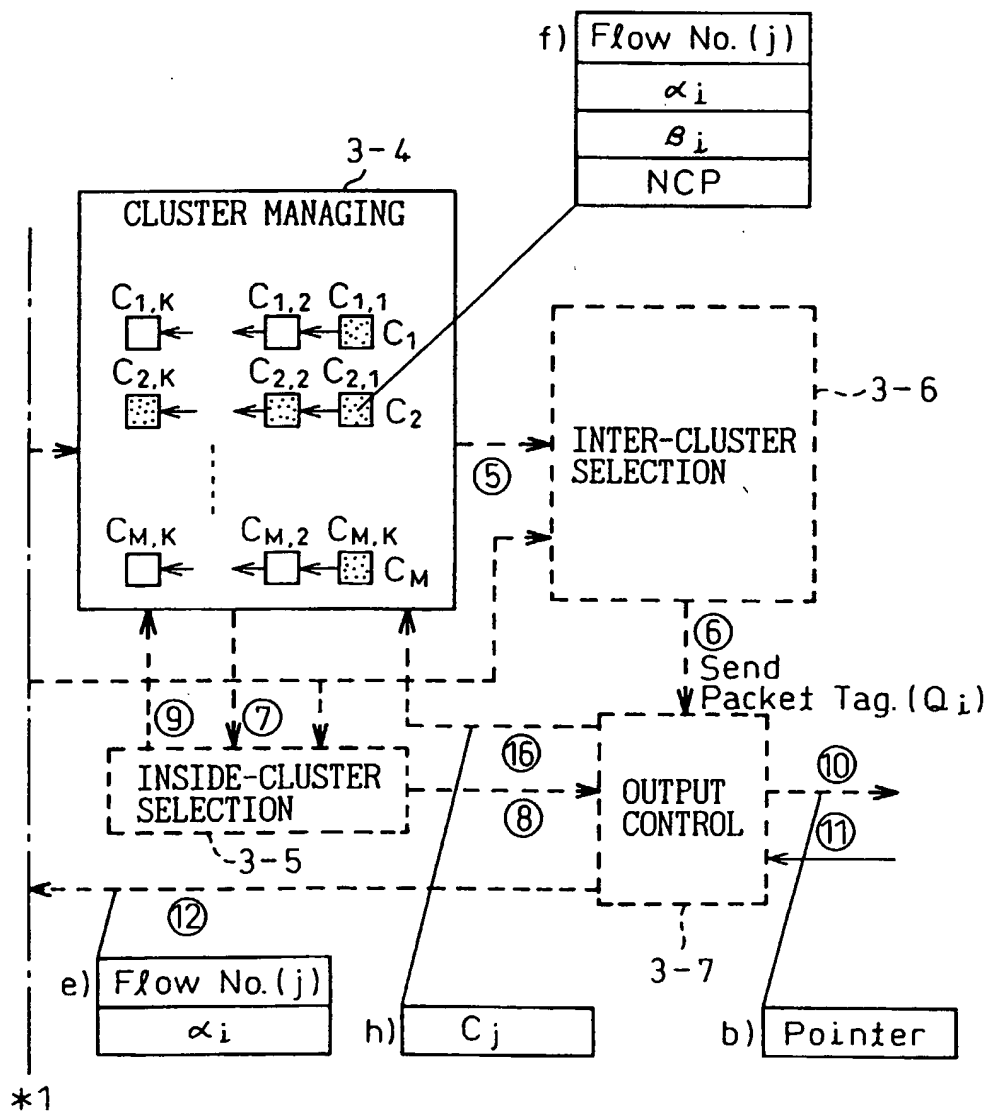 f) Flow No.(j)
αi
βi
NCP
3-4
CLUSTER MANAGING
C1,K C1,2 C1,1
C1
C2,K C2,2 C2,1
C2
CM,K CM,2 CM,K
CM
⑤
INTER-CLUSTER
SELECTION
3-6
⑥
Send
Packet Tag.(Qi)
⑨ ⑦
⑯
⑩
INSIDE-CLUSTER
SELECTION
⑧
OUTPUT
CONTROL
⑪
3-5
⑫
3-7
e) Flow No.(j)
αi
h) Cj
b) Pointer
*1